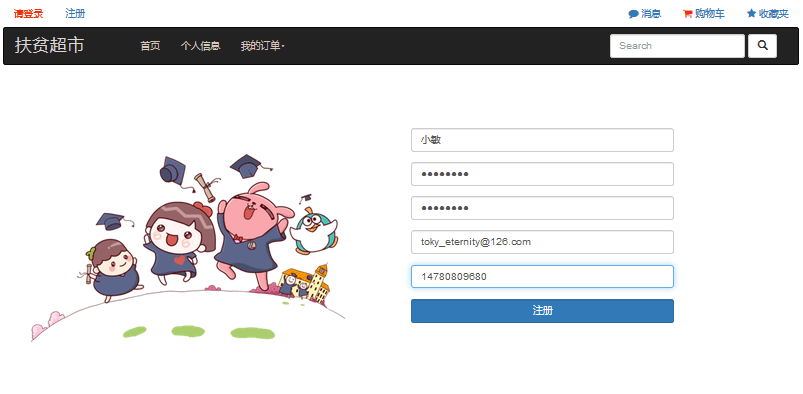 请登录 注册 消息 购物车 收藏夹
扶贫超市 首页 个人信息 我的订单 Search
小敏
••••••••
••••••••
toky_eternity@126.com
14780809680
注册